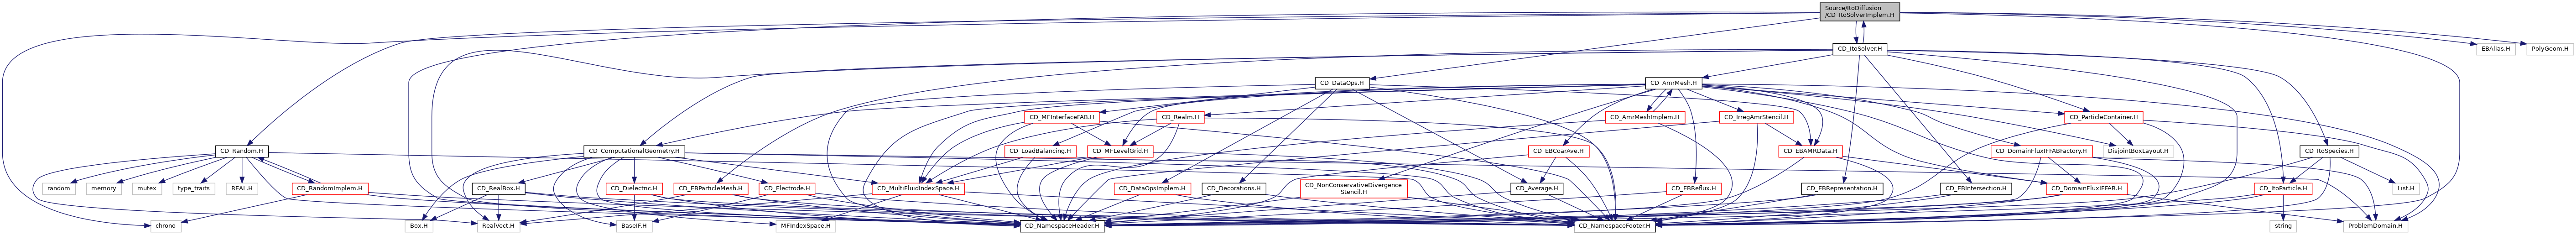 Source/ItoDiffusion
/CD_ItoSolverImplem.H
CD_ItoSolver.H
EBAlias.H
PolyGeom.H
CD_DataOps.H
CD_AmrMesh.H
CD_MFInterfaceFAB.H
CD_Realm.H
CD_AmrMeshImplem.H
CD_IrregAmrStencil.H
CD_ParticleContainer.H
CD_Random.H
CD_ComputationalGeometry.H
CD_LoadBalancing.H
CD_MFLevelGrid.H
CD_EBCoarAve.H
CD_EBAMRData.H
CD_DomainFluxIFFABFactory.H
DisjointBoxLayout.H
CD_ItoSpecies.H
random
memory
mutex
type_traits
REAL.H
CD_RandomImplem.H
CD_RealBox.H
CD_Dielectric.H
CD_EBParticleMesh.H
CD_Electrode.H
CD_MultiFluidIndexSpace.H
CD_DataOpsImplem.H
CD_Decorations.H
CD_NonConservativeDivergence
Stencil.H
CD_Average.H
CD_EBReflux.H
CD_EBRepresentation.H
CD_EBIntersection.H
CD_DomainFluxIFFAB.H
CD_ItoParticle.H
List.H
chrono
Box.H
RealVect.H
BaseIF.H
MFIndexSpace.H
CD_NamespaceHeader.H
CD_NamespaceFooter.H
string
ProblemDomain.H